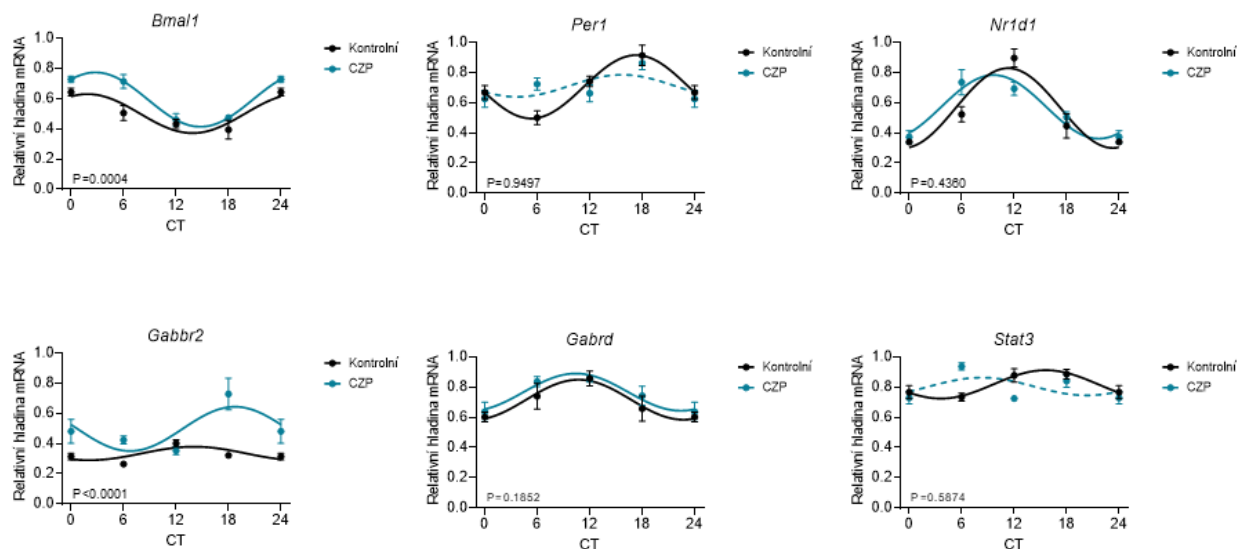 Bmal1
Relativní hladina mRNA
1.0
0.8
0.6
0.4
0.2
0.0
P=0.0004
0 6 12 18 24
CT
Kontrolní
CZP
Per1
Relativní hladina mRNA
1.0
0.8
0.6
0.4
0.2
0.0
P=0.9497
0 6 12 18 24
CT
Kontrolní
CZP
Nr1d1
Relativní hladina mRNA
1.0
0.8
0.6
0.4
0.2
0.0
P=0.4360
0 6 12 18 24
CT
Kontrolní
CZP
Gabbr2
Relativní hladina mRNA
1.0
0.8
0.6
0.4
0.2
0.0
P<0.0001
0 6 12 18 24
CT
Kontrolní
CZP
Gabrd
Relativní hladina mRNA
1.0
0.8
0.6
0.4
0.2
0.0
P=0.1852
0 6 12 18 24
CT
Kontrolní
CZP
Stat3
Relativní hladina mRNA
1.0
0.8
0.6
0.4
0.2
0.0
P=0.5874
0 6 12 18 24
CT
Kontrolní
CZP